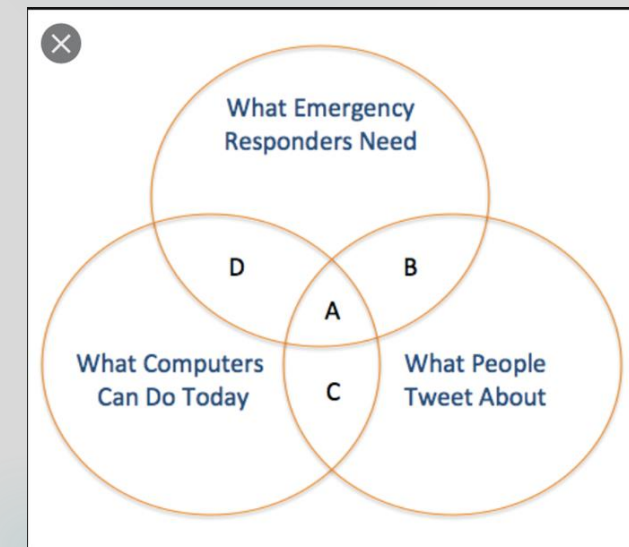 What Emergency
Responders Need
D
B
A
What Computers
Can Do Today
What People
Tweet About
C